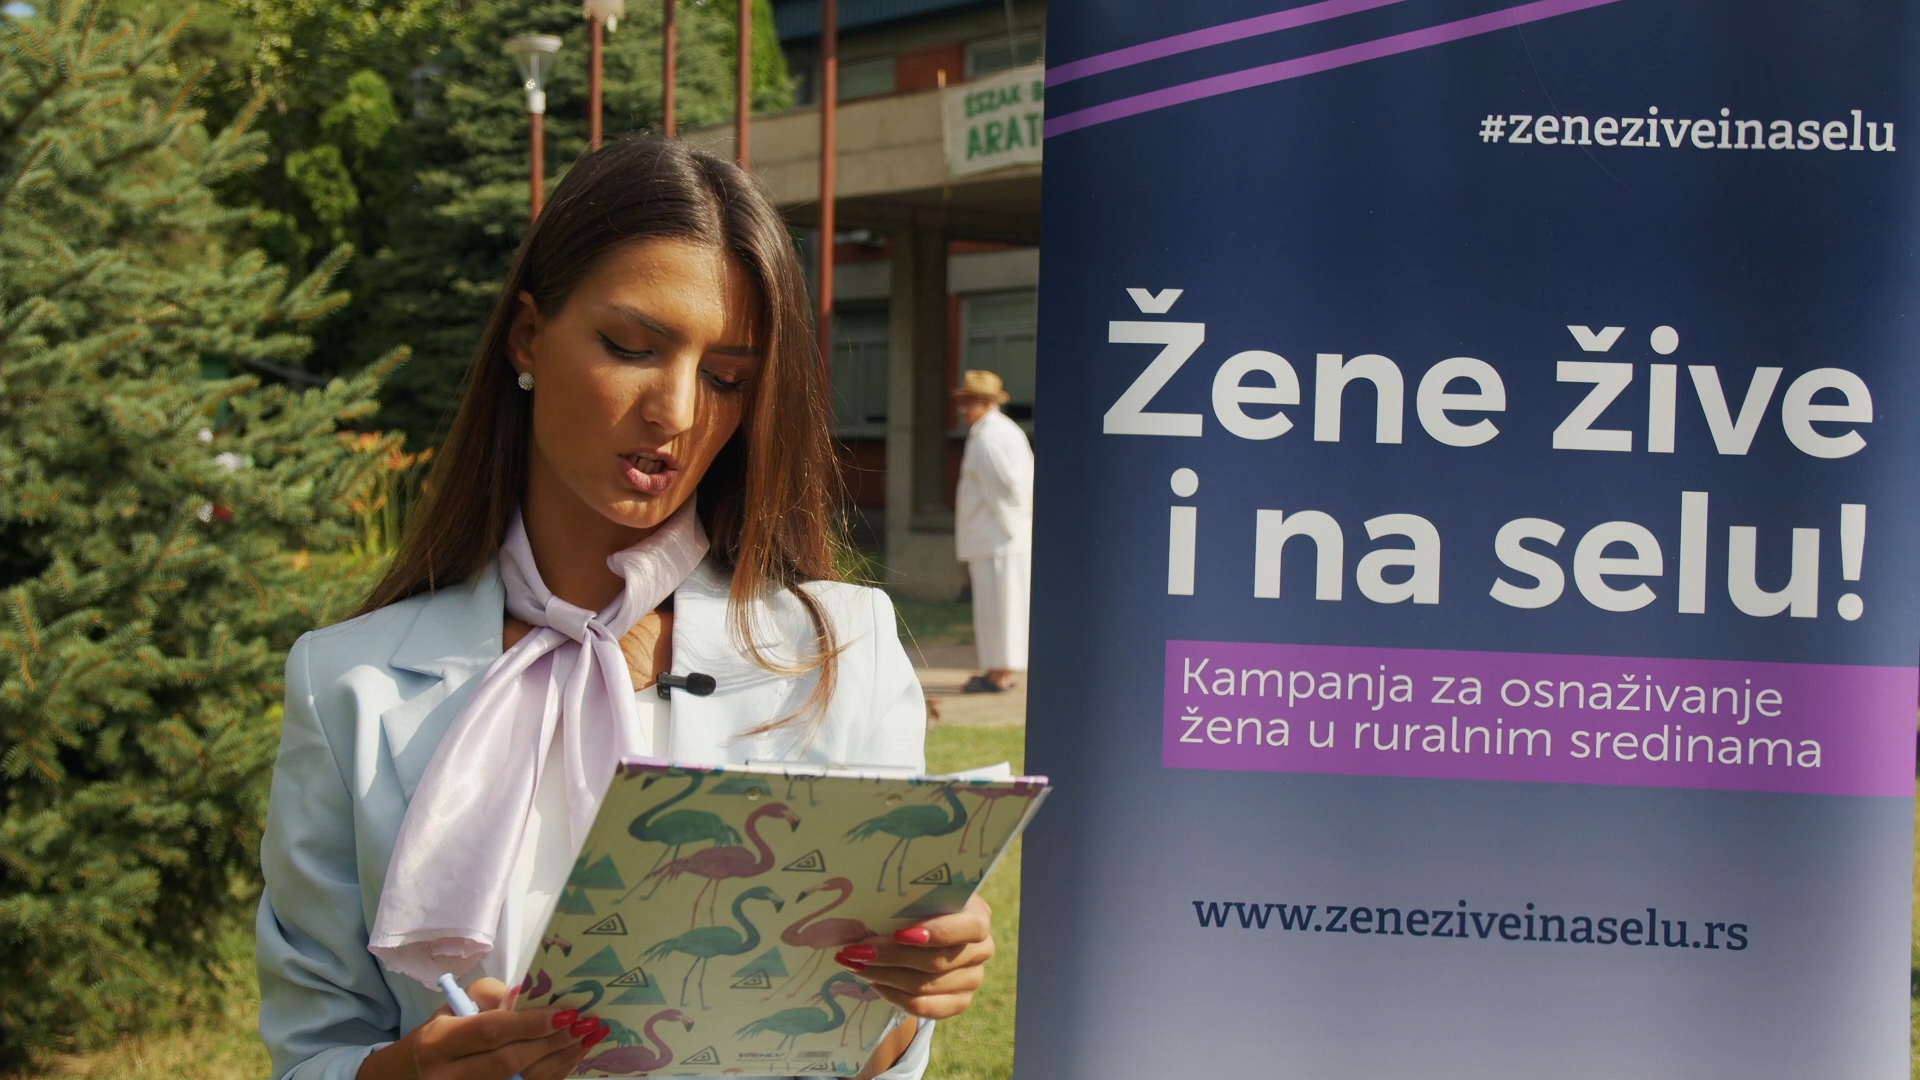 ARAT
#zeneziveinaselu
Žene žive
i na selu!
Kampanja za osnaživanje
žena u ruralnim sredinama
www.zeneziveinaselu.rs